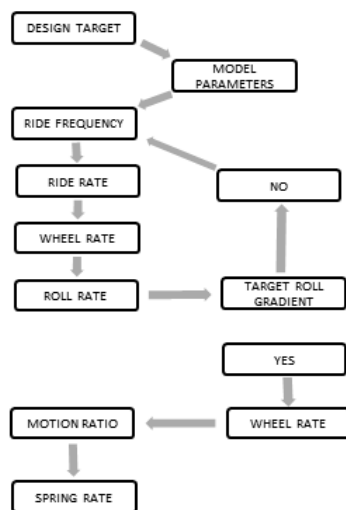 DESIGN TARGET
MODEL
PARAMETERS
RIDE FREQUENCY
RIDE RATE
NO
WHEEL RATE
ROLL RATE
TARGET ROLL
GRADIENT
YES
MOTION RATIO
WHEEL RATE
SPRING RATE